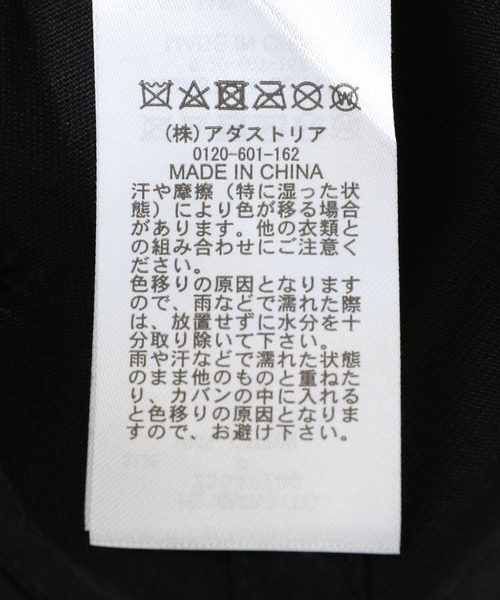 (株)アダストリア
0120-601-162
MADE IN CHINA
汗や摩擦（特に湿った状
態）により色が移る場合
があります。他の衣類と
の組み合わせにご注意く
ださい。
色移りの原因となります
ので、雨などで濡れた際
は、放置せずに水分を十
分取り除いて下さい。
雨や汗などで濡れた状態
のまま他のものと重ねた
り、カバンの中に入れる
と色移りの原因となりま
すので、お避け下さい。